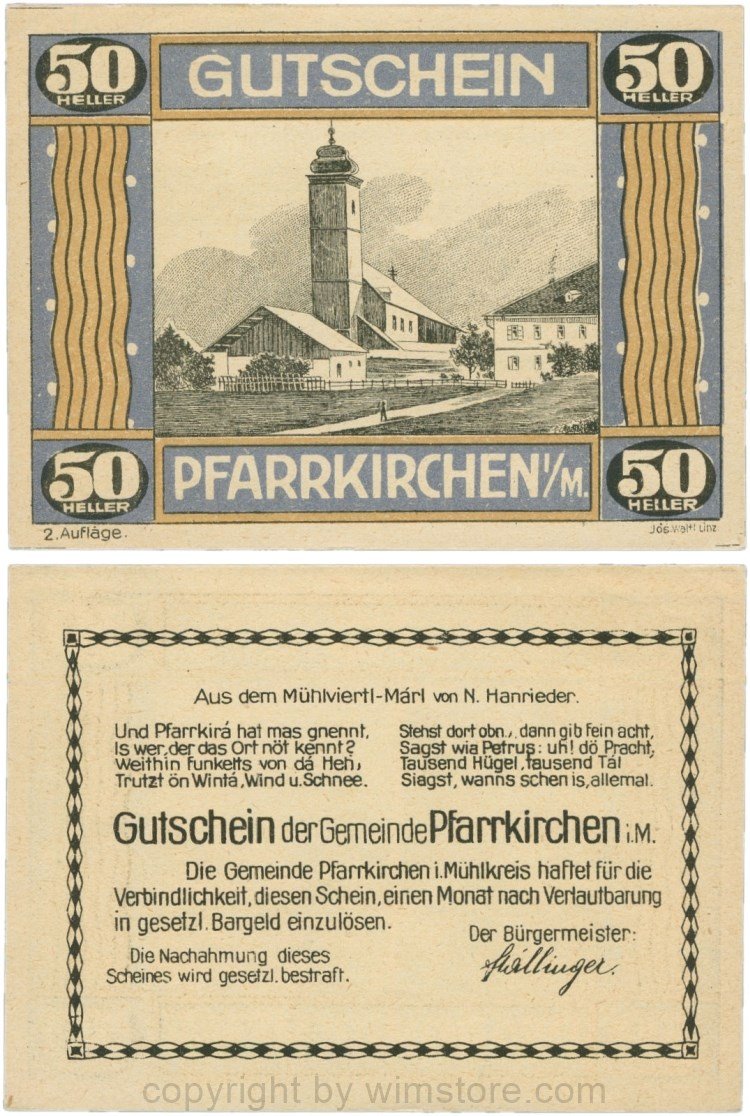 50 HELLER
GUTSCHEIN
50 HELLER
50 HELLER
PFARRKIRCHEN I/M.
50 HELLER
2. Auflage.
Jos. Linz
Aus dem Mühlviertl-Márl von N. Hanrieder.
Und Pfarrkirá hat mas gnennt,
Is wer, der das Ort nöt kennt?
Weithin funkelts von dá Heh,
Trutzt ön Wintá, Wind u. Schnee.
Stehst dort obn., dann gib fein acht,
Sagst wia Petrus: uh! dö Pracht,
Tausend Hügel, tausend Tál
Siagst, wanns schen is, allemal.
Gutschein der Gemeinde Pfarrkirchen i.M.
Die Gemeinde Pfarrkirchen i. Mühlkreis haftet für die
Verbindlichkeit, diesen Schein, einen Monat nach Verlautbarung
in gesetzl. Bargeld einzulösen.
Die Nachahmung dieses
Scheines wird gesetzl. bestraft.
Der Bürgermeister:
copyright by wimstore.com